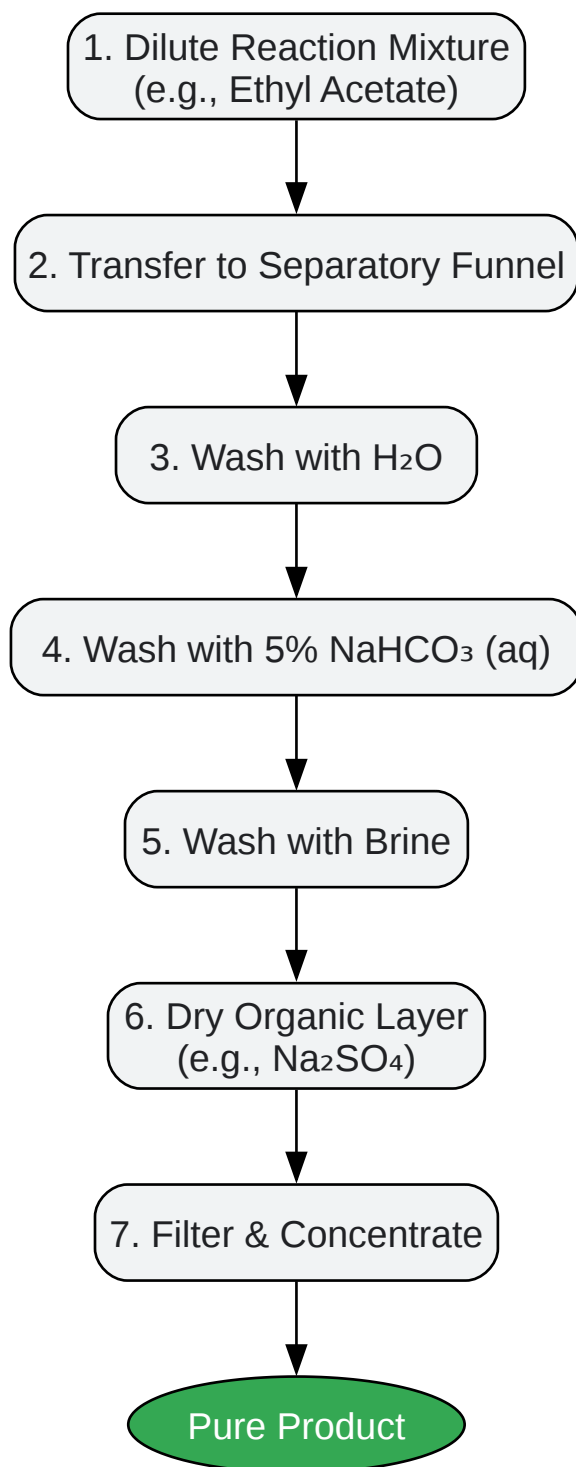 1. Dilute Reaction Mixture
(e.g., Ethyl Acetate)
2. Transfer to Separatory Funnel
3. Wash with H₂O
4. Wash with 5% NaHCO₃ (aq)
5. Wash with Brine
6. Dry Organic Layer
(e.g., Na₂SO₄)
7. Filter & Concentrate
Pure Product